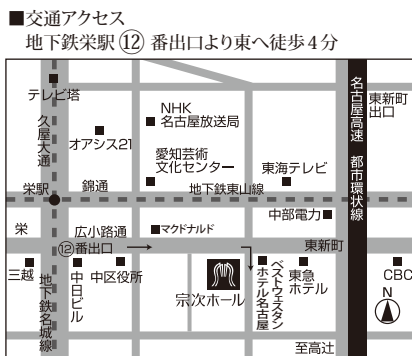 ■交通アクセス
地下鉄栄駅⑫番出口より東へ徒歩4分
テレビ塔
久屋大通
オアシス21
NHK
名古屋放送局
愛知芸術
文化センター
東海テレビ
名古屋高速 都市環状線
東新町
出口
栄駅
錦通
地下鉄東山線
中部電力
栄
広小路通
マクドナルド
東新町
⑫番出口
三越
地下鉄名城線
中日ビル
中区役所
宗次ホール
ベストウェスタン
ホテル名古屋
東急
ホテル
CBC
N
至高辻